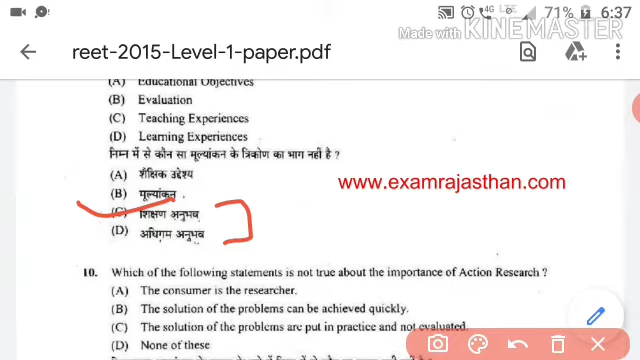 4G LTE 71% 6:37
Made with KINEMASTER
reet-2015-Level-1-paper.pdf
(A) Educational Objectives
(B) Evaluation
(C) Teaching Experiences
(D) Learning Experiences
निम्न में से कौन सा मूल्यांकन के त्रिकोण का भाग नहीं है ?
(A) शैक्षिक उद्देश्य
(B) मूल्यांकन .
(C) शिक्षण अनुभव
(D) अधिगम अनुभव
www.examrajasthan.com
10. Which of the following statements is not true about the importance of Action Research ?
(A) The consumer is the researcher.
(B) The solution of the problems can be achieved quickly.
(C) The solution of the problems are put in practice and not evaluated.
(D) None of these